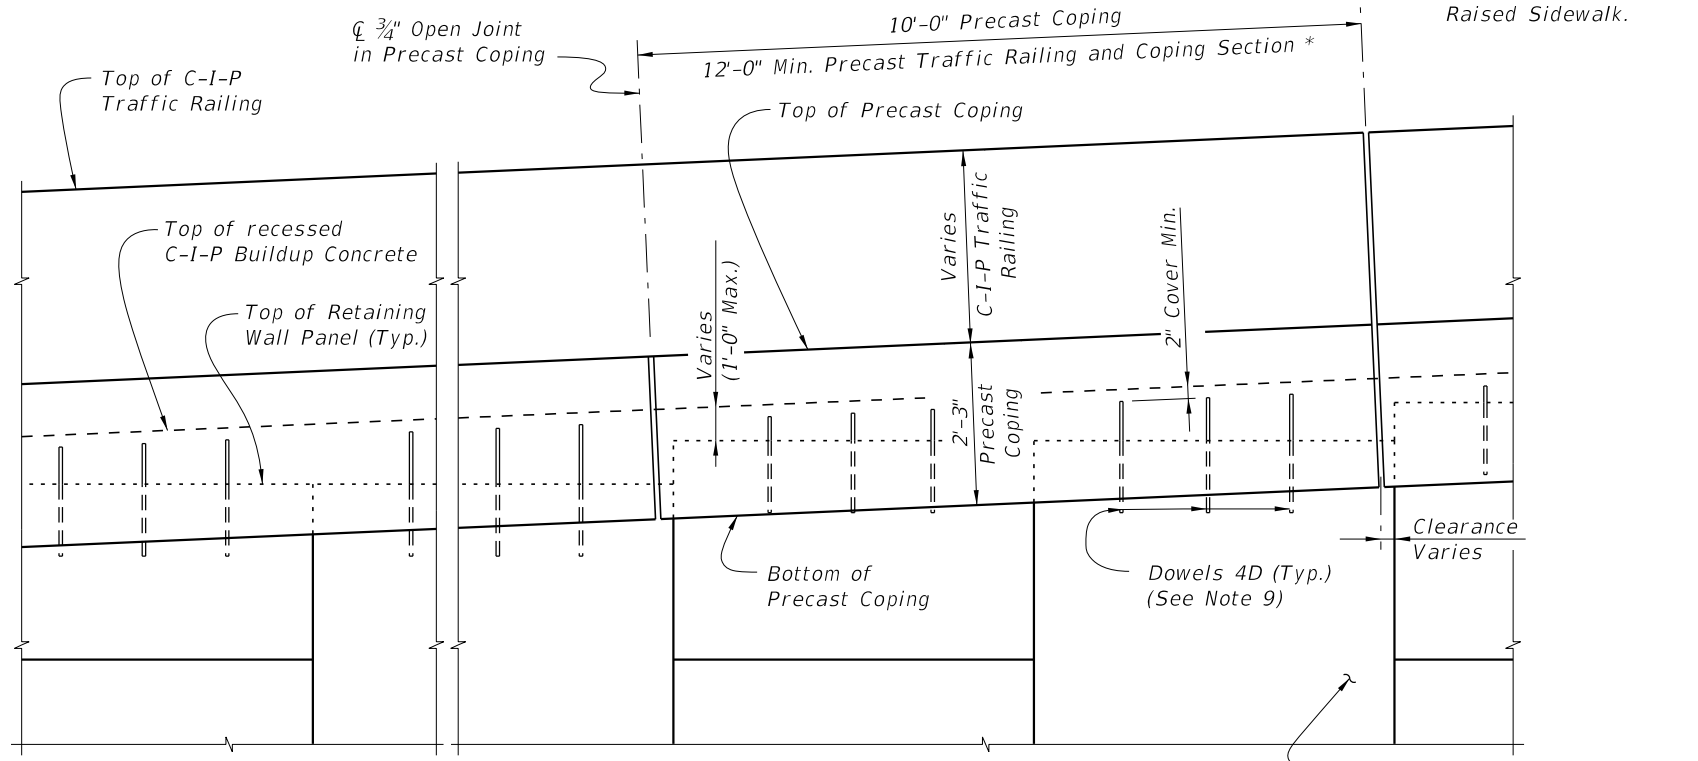 ℄ ¾" Open Joint
in Precast Coping
10'-0" Precast Coping
12'-0" Min. Precast Traffic Railing and Coping Section *
Raised Sidewalk.
Top of C-I-P
Traffic Railing
Top of Precast Coping
Top of recessed
C-I-P Buildup Concrete
Top of Retaining
Wall Panel (Typ.)
Varies
(1'-0" Max.)
Varies
C-I-P Traffic
Railing
2" Cover Min.
2'-3"
Precast
Coping
Clearance
Varies
Bottom of
Precast Coping
Dowels 4D (Typ.)
(See Note 9)